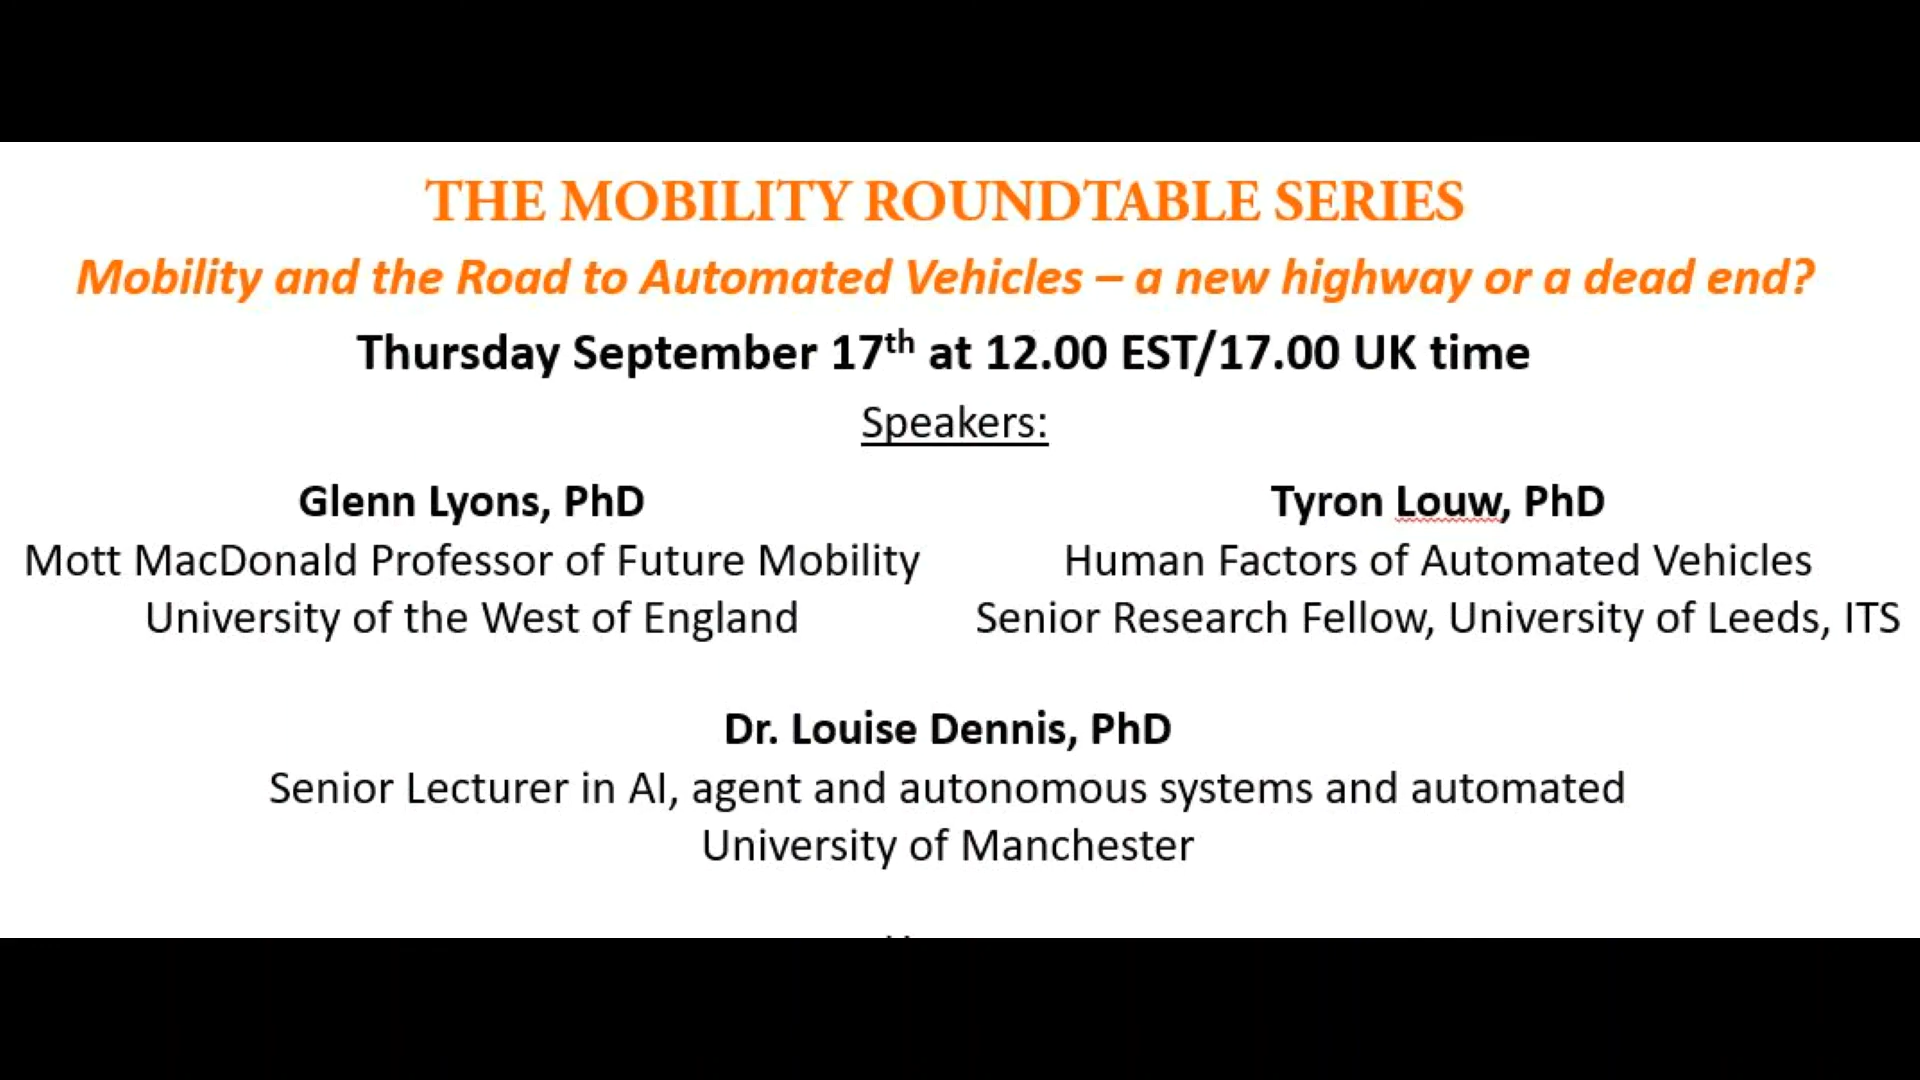 THE MOBILITY ROUNDTABLE SERIES
Mobility and the Road to Automated Vehicles – a new highway or a dead end?
Thursday September 17th at 12.00 EST/17.00 UK time
Speakers:
Glenn Lyons, PhD
Mott MacDonald Professor of Future Mobility
University of the West of England
Tyron Louw, PhD
Human Factors of Automated Vehicles
Senior Research Fellow, University of Leeds, ITS
Dr. Louise Dennis, PhD
Senior Lecturer in AI, agent and autonomous systems and automated
University of Manchester